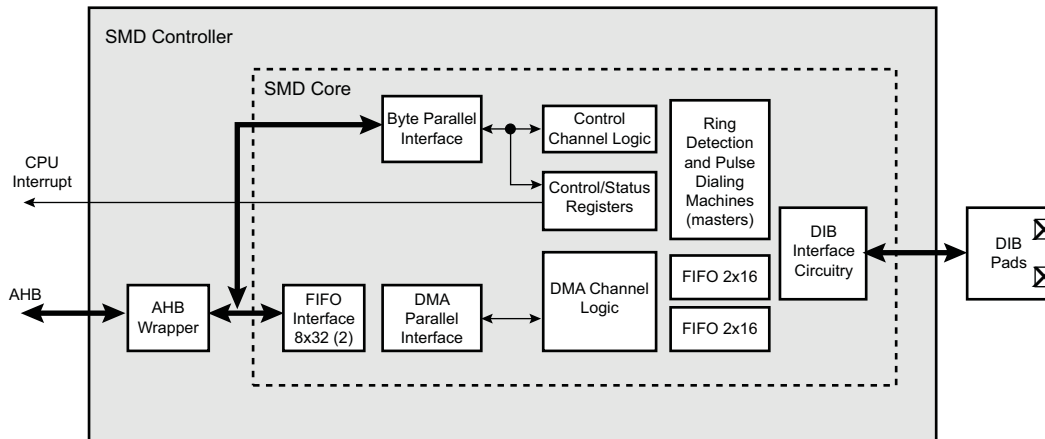 SMD Controller
SMD Core
Byte Parallel
Interface
Control
Channel Logic
Ring
Detection
and Pulse
Dialing
Machines
(masters)
CPU
Interrupt
Control/Status
Registers
DIB
Interface
Circuitry
DIB
Pads
AHB
AHB
Wrapper
FIFO
Interface
8x32 (2)
DMA
Parallel
Interface
DMA Channel
Logic
FIFO 2x16
FIFO 2x16